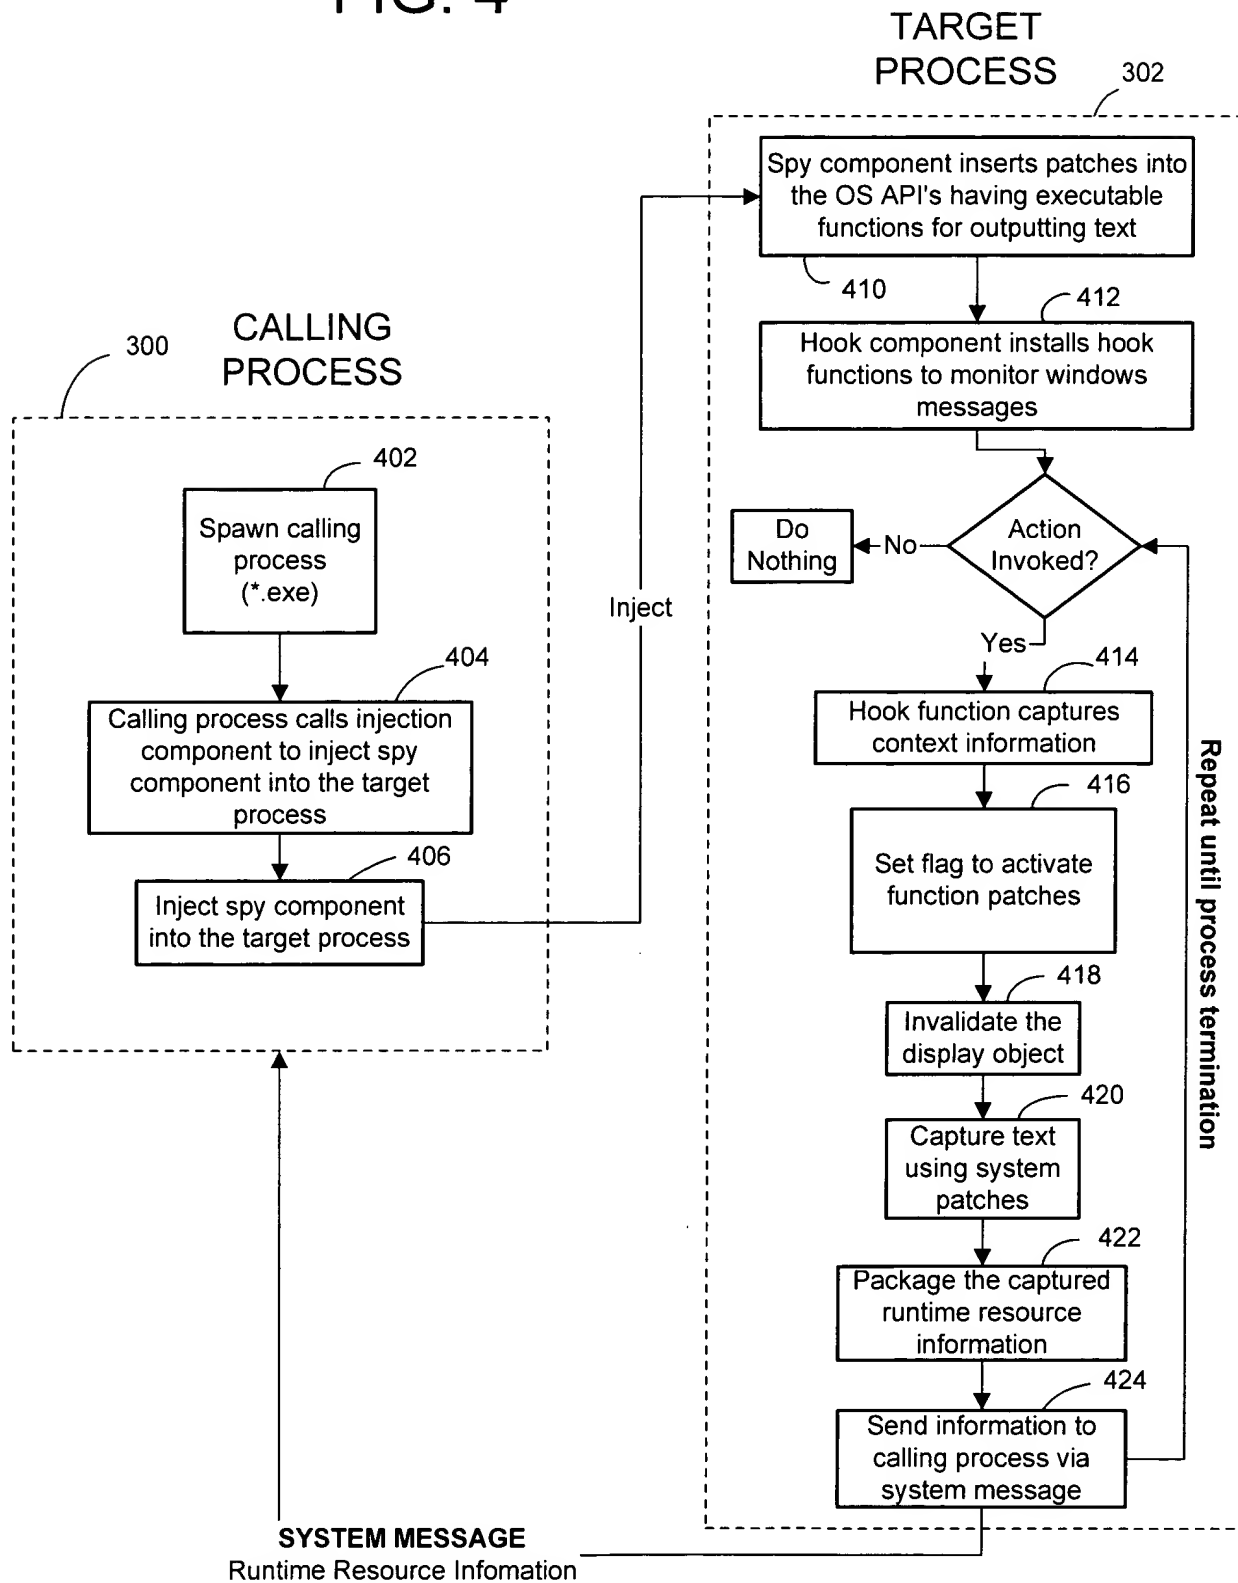 FIG. 4
TARGET
PROCESS
302
Spy component inserts patches into
the OS API's having executable
functions for outputting text
410
412
Hook component installs hook
functions to monitor windows
messages
CALLING
PROCESS
300
402
Spawn calling
process
(*.exe)
404
Calling process calls injection
component to inject spy
component into the target
process
406
Inject spy component
into the target process
Inject
Do
Nothing
No
Action
Invoked?
Yes
414
Hook function captures
context information
416
Set flag to activate
function patches
418
Invalidate the
display object
420
Capture text
using system
patches
422
Package the captured
runtime resource
information
424
Send information to
calling process via
system message
Repeat until process termination
SYSTEM MESSAGE
Runtime Resource Infomation